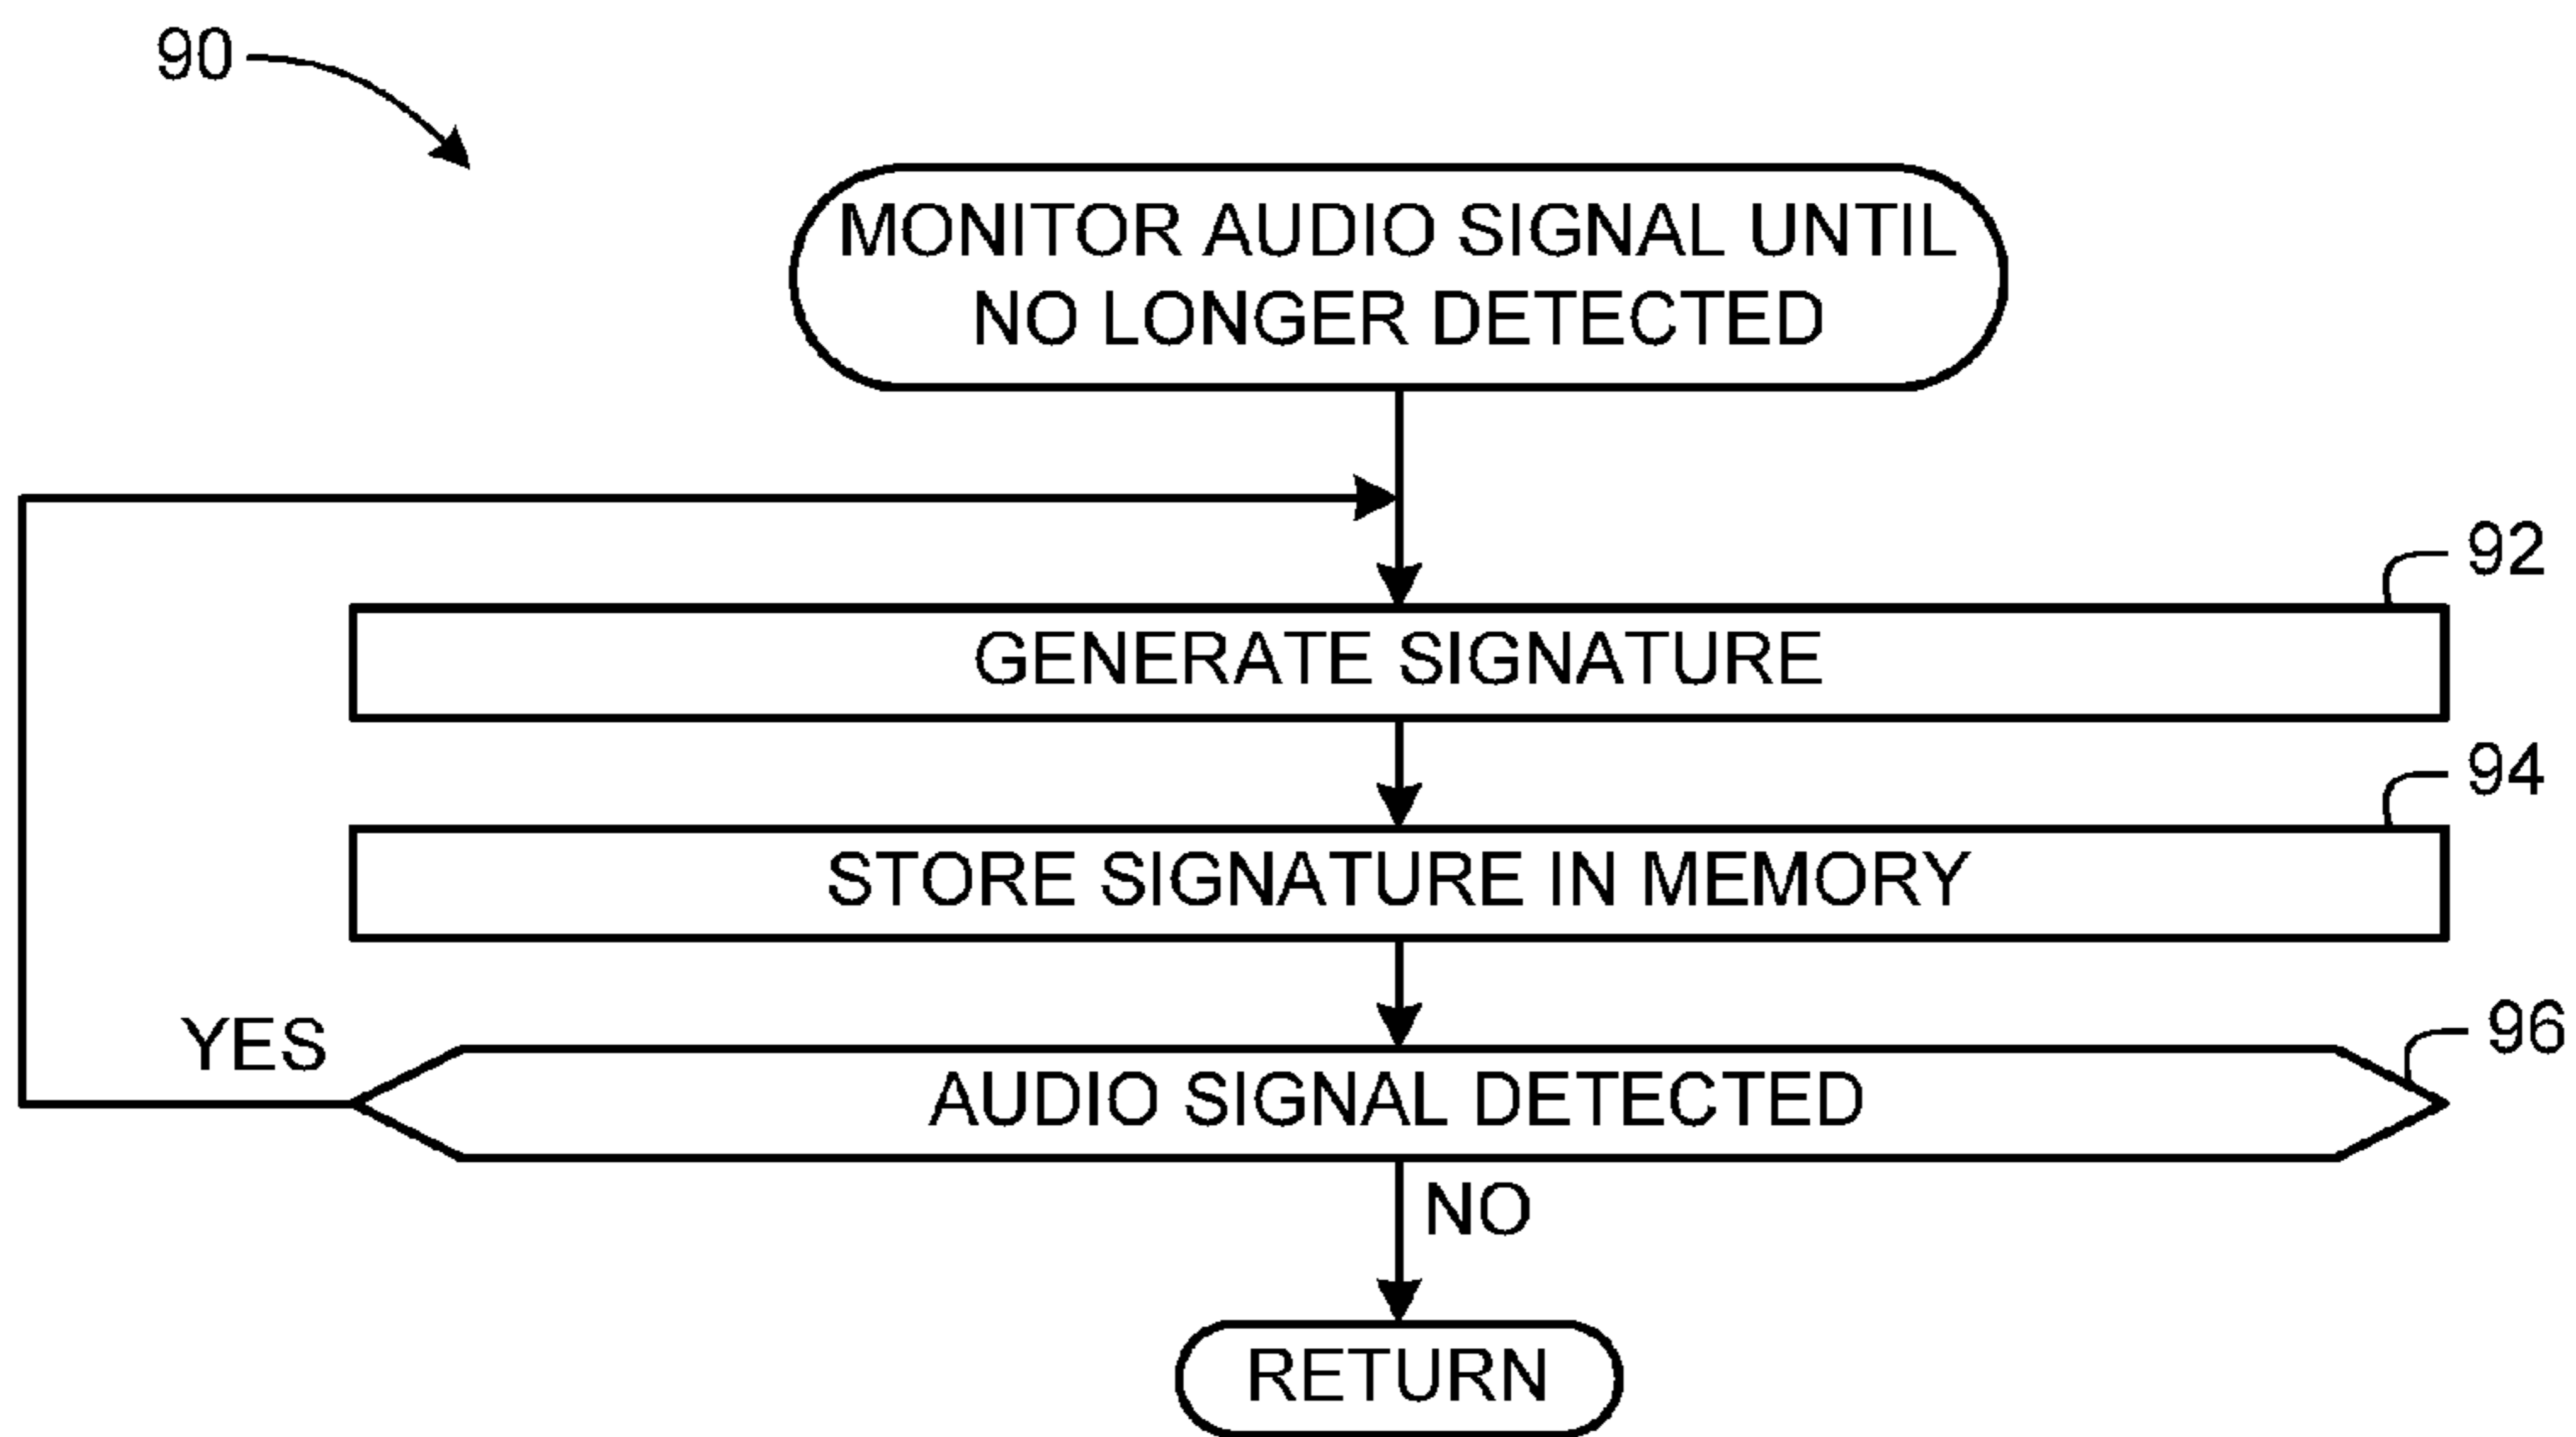 90
MONITOR AUDIO SIGNAL UNTIL
NO LONGER DETECTED
92
GENERATE SIGNATURE
94
STORE SIGNATURE IN MEMORY
96
YES
AUDIO SIGNAL DETECTED
NO
RETURN